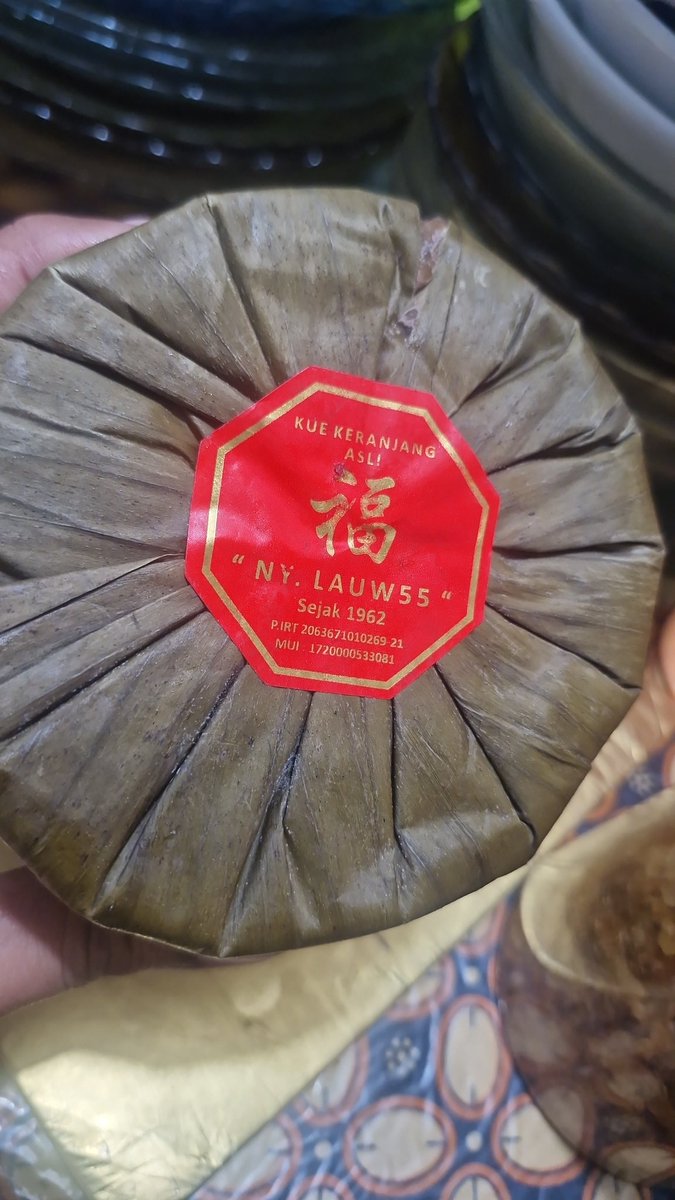 KUE KERANJANG
ASLI
福
“ NY. LAUW55 “
Sejak 1962
P.IRT 2063671010269-21
MUI : 1720000533081